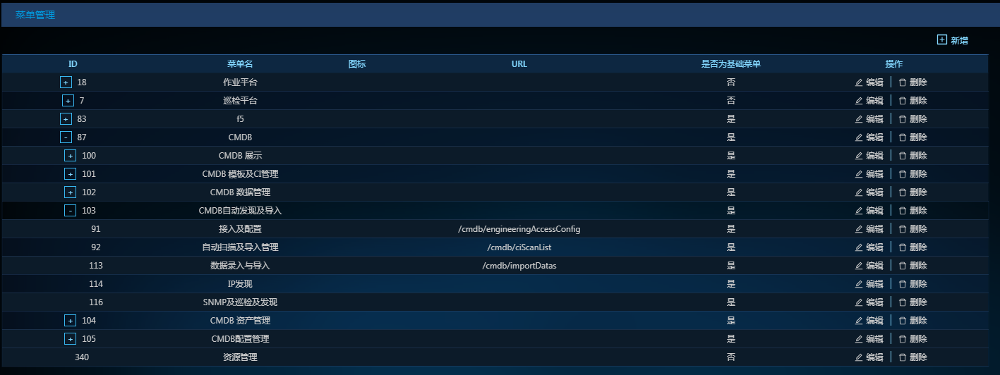 菜单管理
新增
ID 菜单名 图标 URL 是否为基础菜单 操作
+ 18 作业平台 否 编辑 删除
+ 7 巡检平台 否 编辑 删除
+ 83 f5 是 编辑 删除
- 87 CMDB 是 编辑 删除
+ 100 CMDB 展示 是 编辑 删除
+ 101 CMDB 模板及CI管理 是 编辑 删除
+ 102 CMDB 数据管理 是 编辑 删除
- 103 CMDB自动发现及导入 是 编辑 删除
91 接入及配置 /cmdb/engineeringAccessConfig 是 编辑 删除
92 自动扫描及导入管理 /cmdb/ciScanList 是 编辑 删除
113 数据录入与导入 /cmdb/importDatas 是 编辑 删除
114 IP发现 是 编辑 删除
116 SNMP及巡检及发现 是 编辑 删除
+ 104 CMDB 资产管理 是 编辑 删除
+ 105 CMDB配置管理 是 编辑 删除
340 资源管理 否 编辑 删除